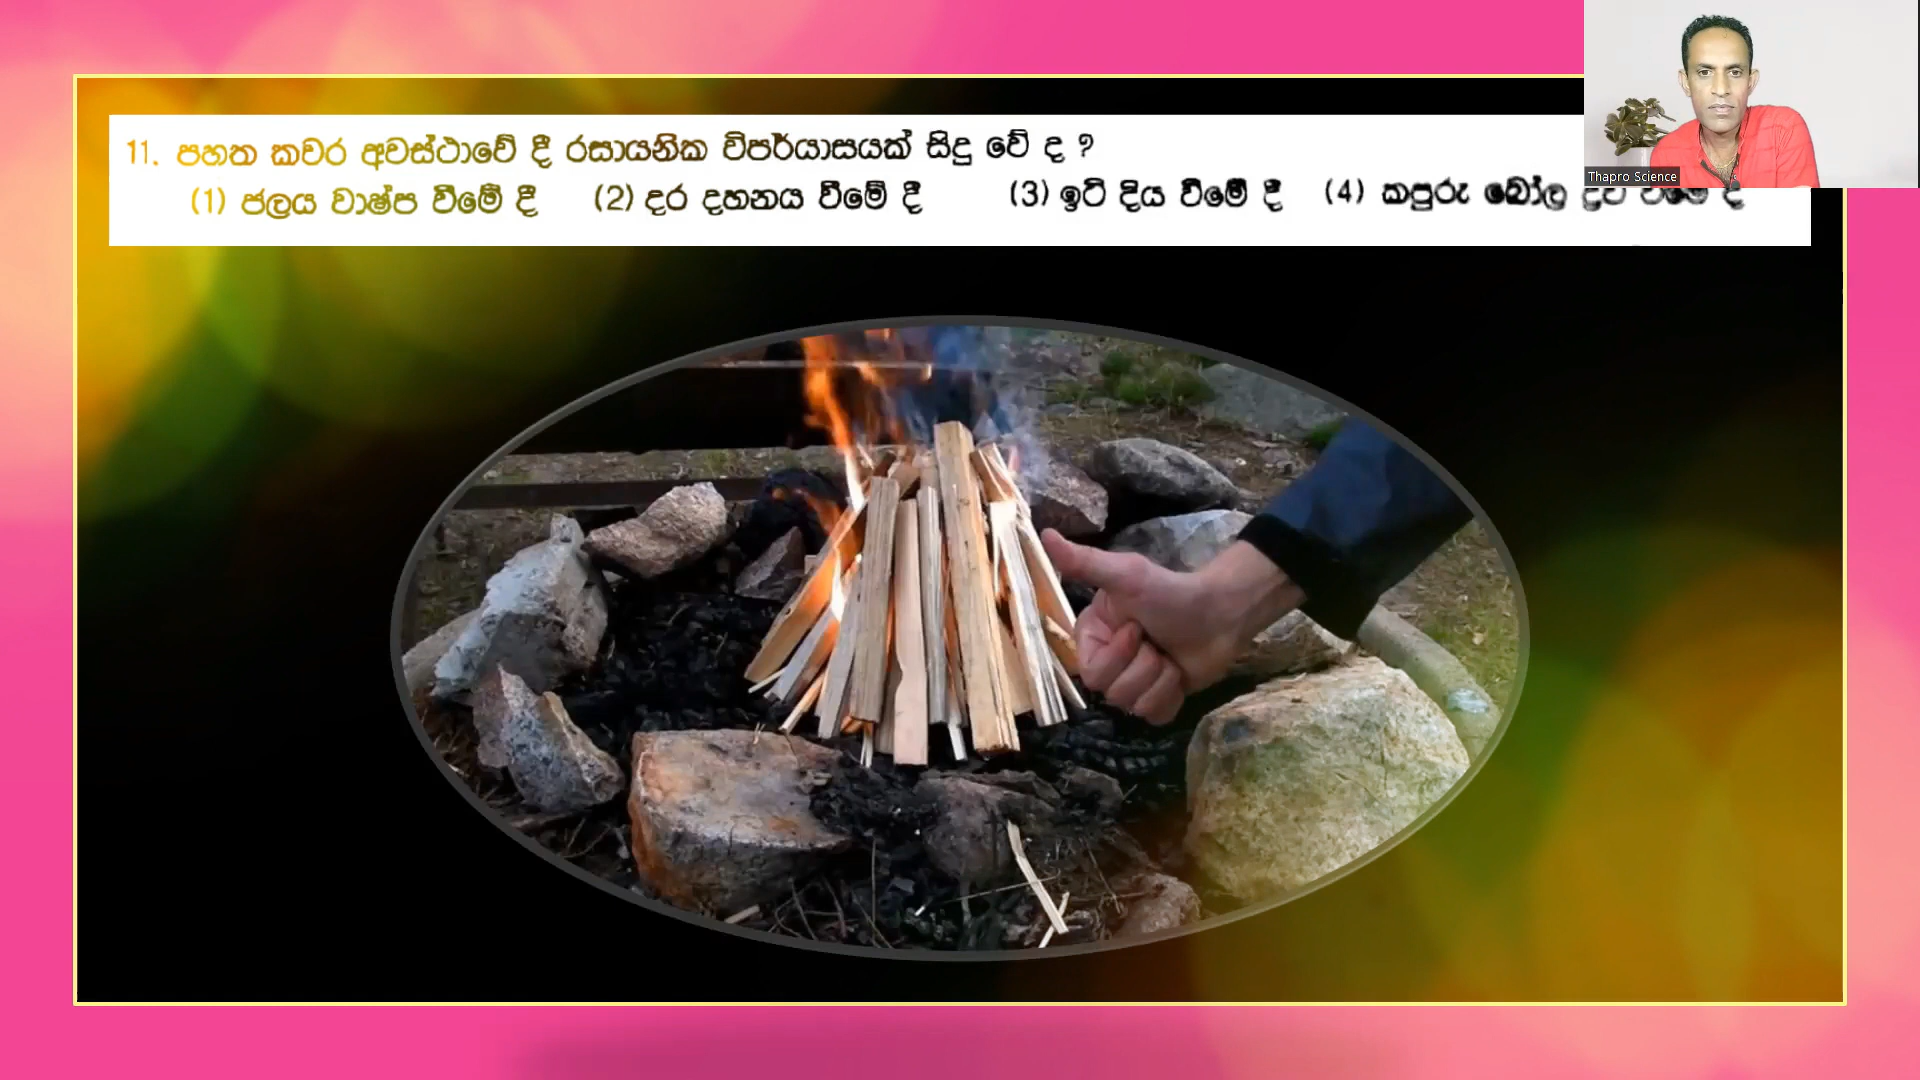 11. පහත කවර අවස්ථාවේ දී රසායනික විපර්යාසයක් සිදු වේ ද ?
(1) ජලය වාෂ්ප වීමේ දී (2) දර දහනය වීමේ දී (3) ඉටි දිය වීමේ දී (4) කපුරු බෝල ද්‍රව වීමේ දී
Thapro Science